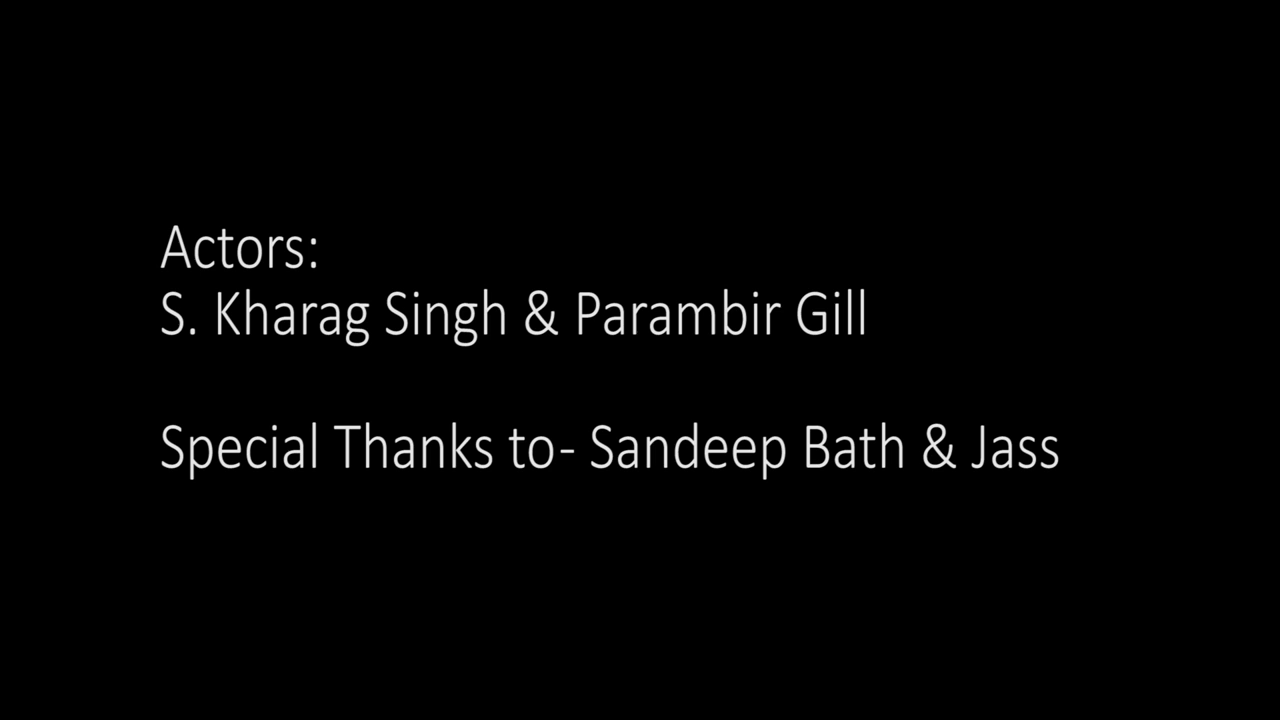 Actors:
S. Kharag Singh & Parambir Gill
Special Thanks to- Sandeep Bath & Jass